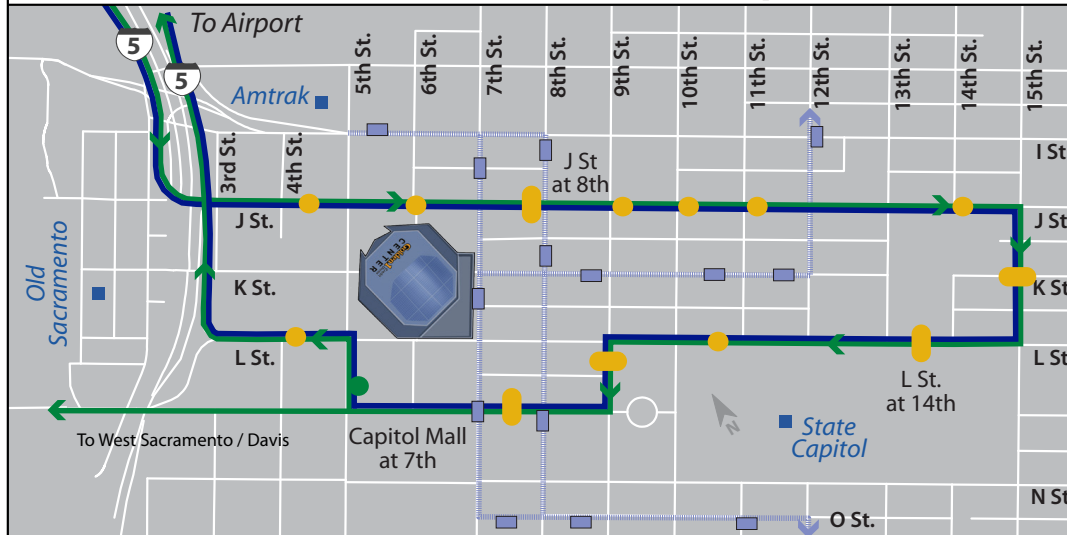 To Airport
5
5
Amtrak
5th St.
6th St.
7th St.
8th St.
9th St.
10th St.
11th St.
12th St.
13th St.
14th St.
15th St.
3rd St.
4th St.
J St
at 8th
I St
J St.
J St
Golden 1
CENTER
Old
Sacramento
K St.
K St
L St.
L St
L St.
at 14th
To West Sacramento / Davis
Capitol Mall
at 7th
N
State
Capitol
N St
O St.